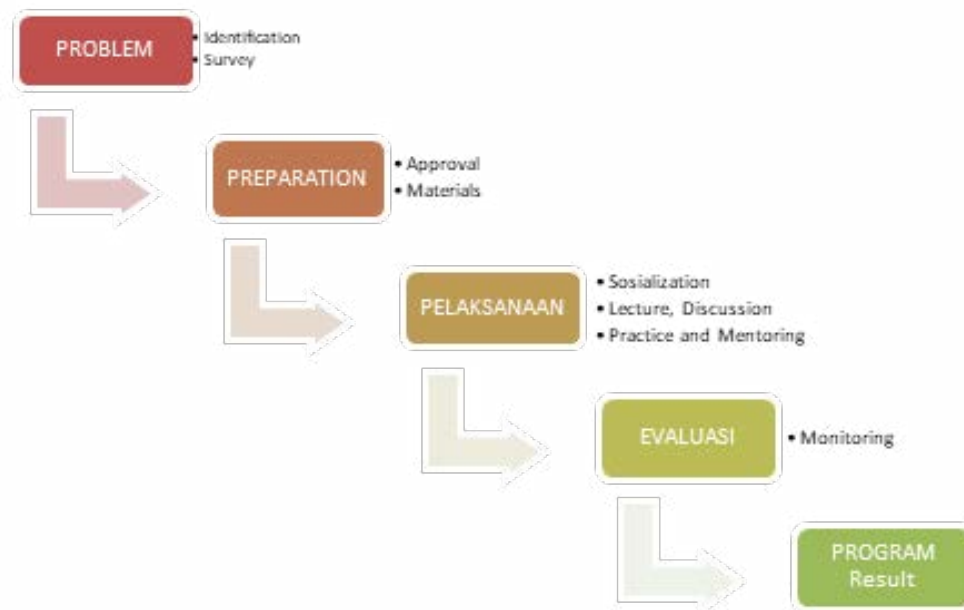 PROBLEM
• Identification
• Survey
PREPARATION
• Approval
• Materials
PELAKSANAAN
• Sosialization
• Lecture, Discussion
• Practice and Mentoring
EVALUASI
• Monitoring
PROGRAM
Result